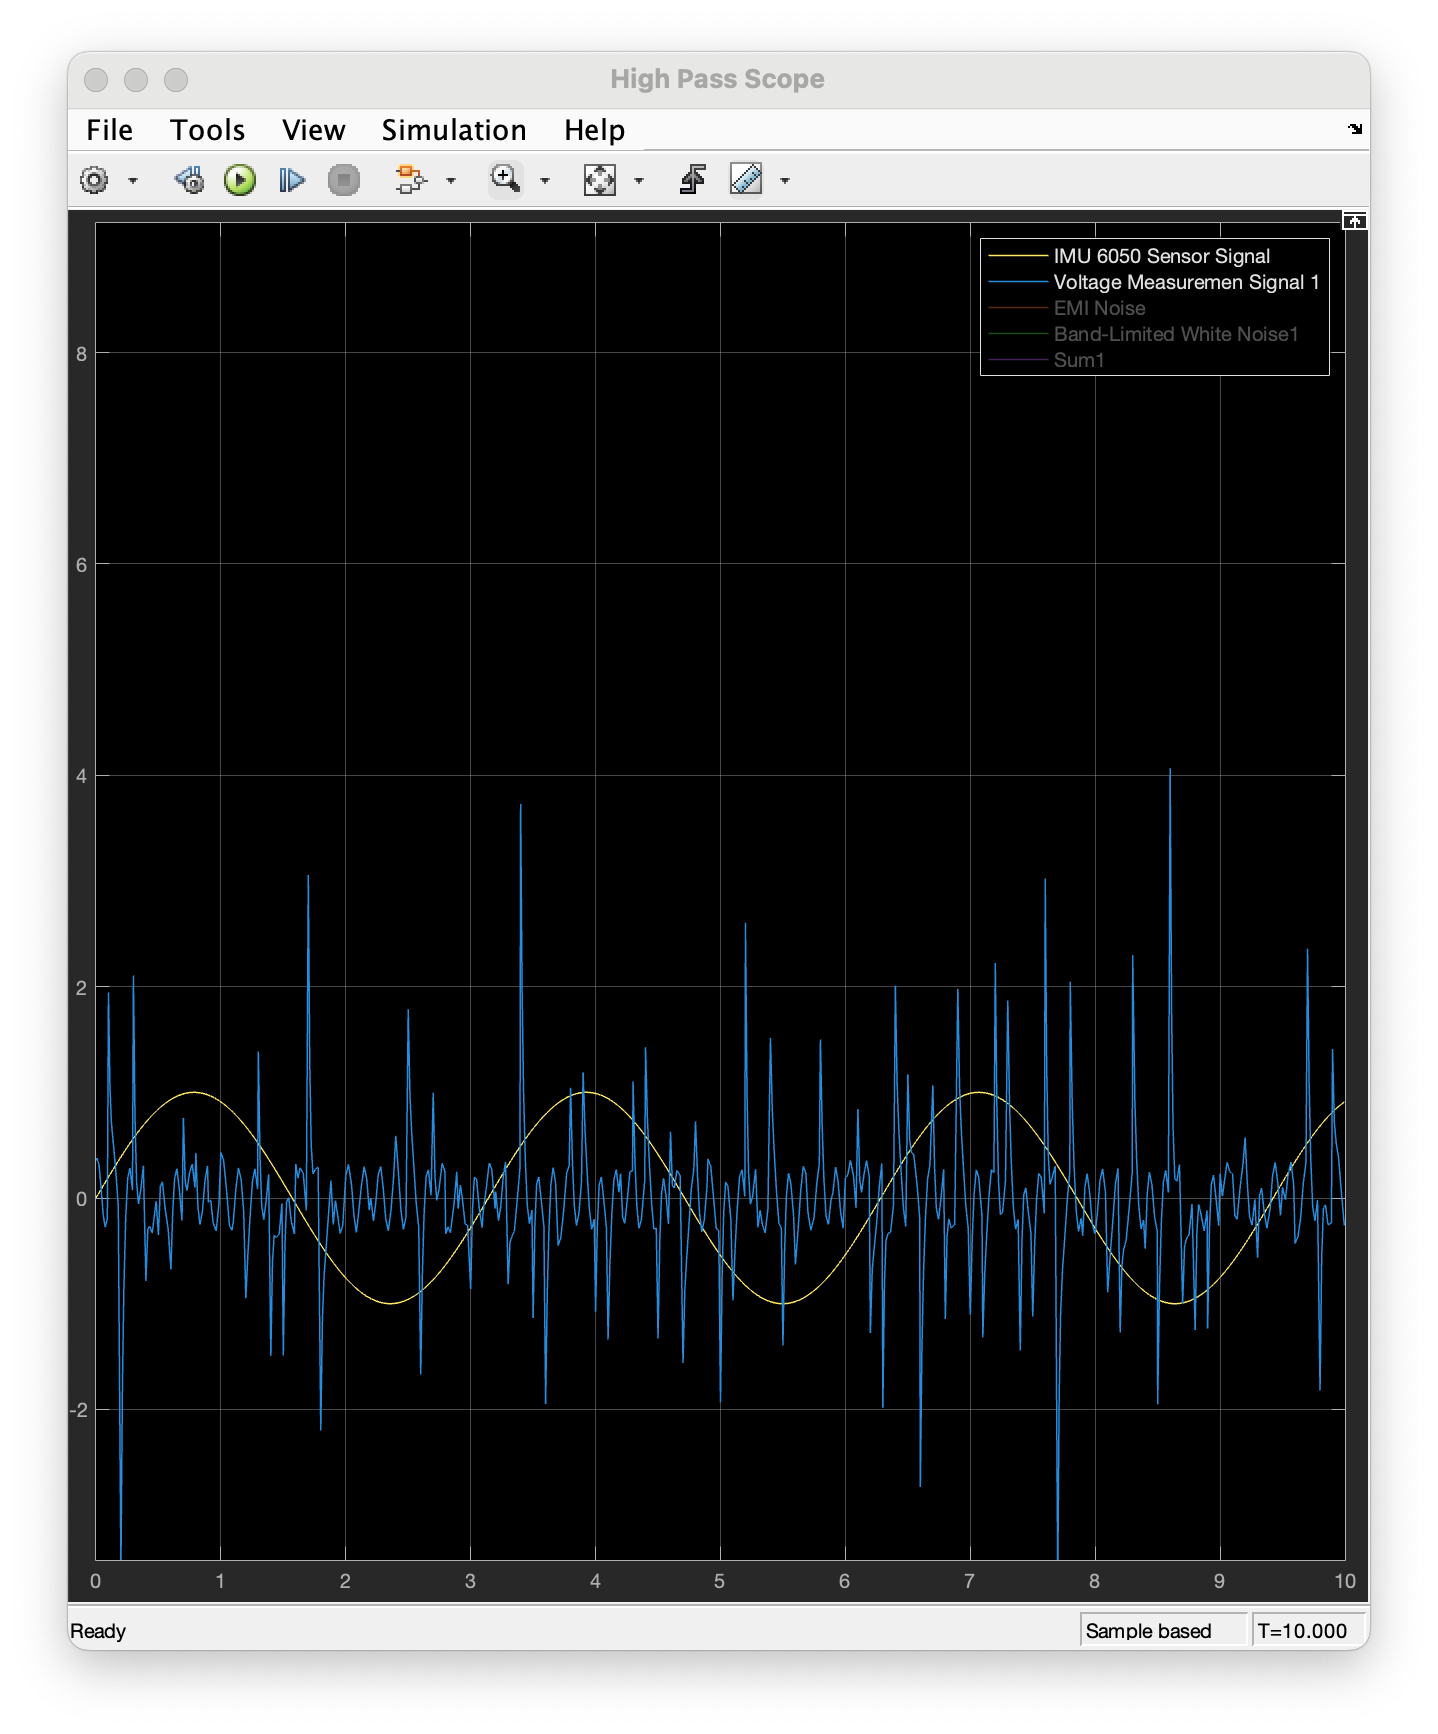 High Pass Scope
File Tools View Simulation Help
IMU 6050 Sensor Signal
Voltage Measuremen Signal 1
EMI Noise
Band-Limited White Noise1
Sum1
8
6
4
2
0
-2
0 1 2 3 4 5 6 7 8 9 10
Ready Sample based T=10.000